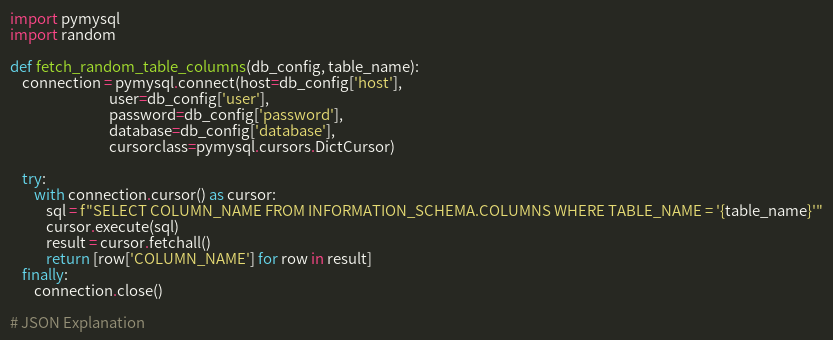 import pymysql
import random

def fetch_random_table_columns(db_config, table_name):
    connection = pymysql.connect(host=db_config['host'],
                                 user=db_config['user'],
                                 password=db_config['password'],
                                 database=db_config['database'],
                                 cursorclass=pymysql.cursors.DictCursor)

    try:
        with connection.cursor() as cursor:
            sql = f"SELECT COLUMN_NAME FROM INFORMATION_SCHEMA.COLUMNS WHERE TABLE_NAME = '{table_name}'"
            cursor.execute(sql)
            result = cursor.fetchall()
            return [row['COLUMN_NAME'] for row in result]
    finally:
        connection.close()

# JSON Explanation